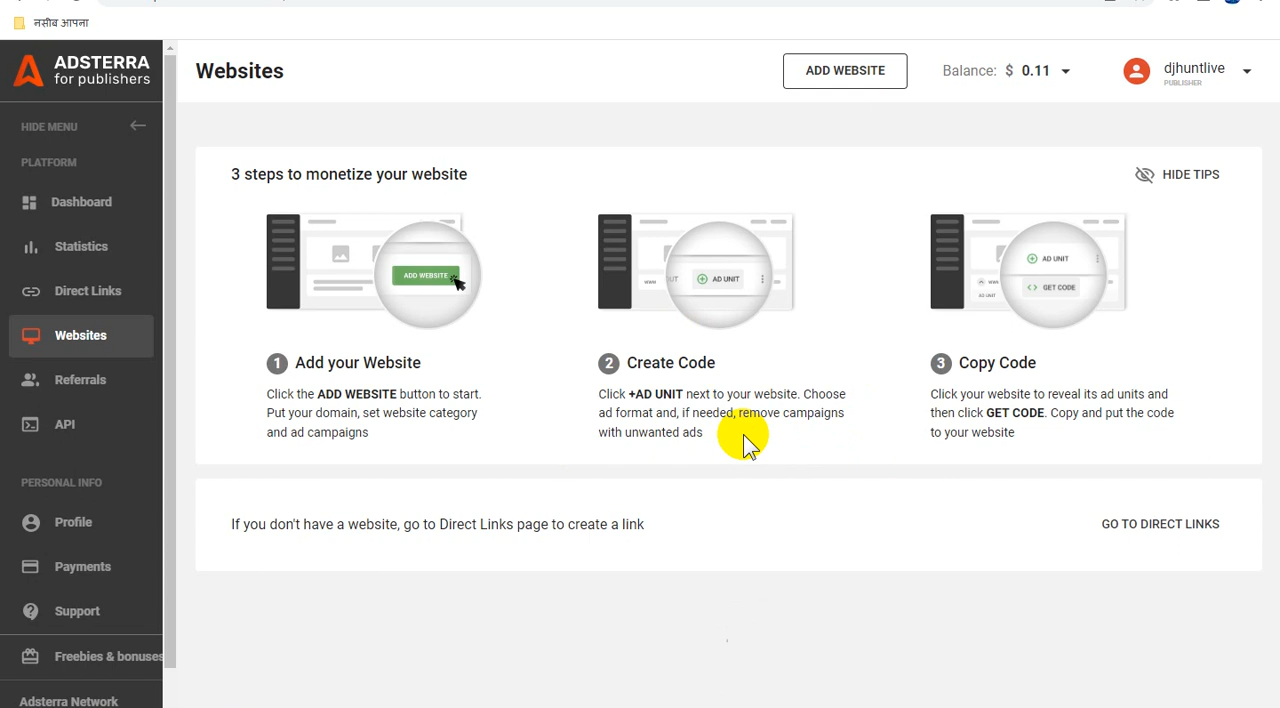 नसीब आपना
ADSTERRA
for publishers
Websites
ADD WEBSITE
Balance: $ 0.11
djhuntlive
PUBLISHER
HIDE MENU
PLATFORM
Dashboard
Statistics
Direct Links
Websites
Referrals
API
PERSONAL INFO
Profile
Payments
Support
Freebies & bonuses
Adsterra Network
3 steps to monetize your website
HIDE TIPS
ADD WEBSITE
1 Add your Website
Click the ADD WEBSITE button to start.
Put your domain, set website category
and ad campaigns
AD UNIT
WWW
2 Create Code
Click +AD UNIT next to your website. Choose
ad format and, if needed, remove campaigns
with unwanted ads
AD UNIT
GET CODE
AD UNIT
3 Copy Code
Click your website to reveal its ad units and
then click GET CODE. Copy and put the code
to your website
If you don't have a website, go to Direct Links page to create a link
GO TO DIRECT LINKS